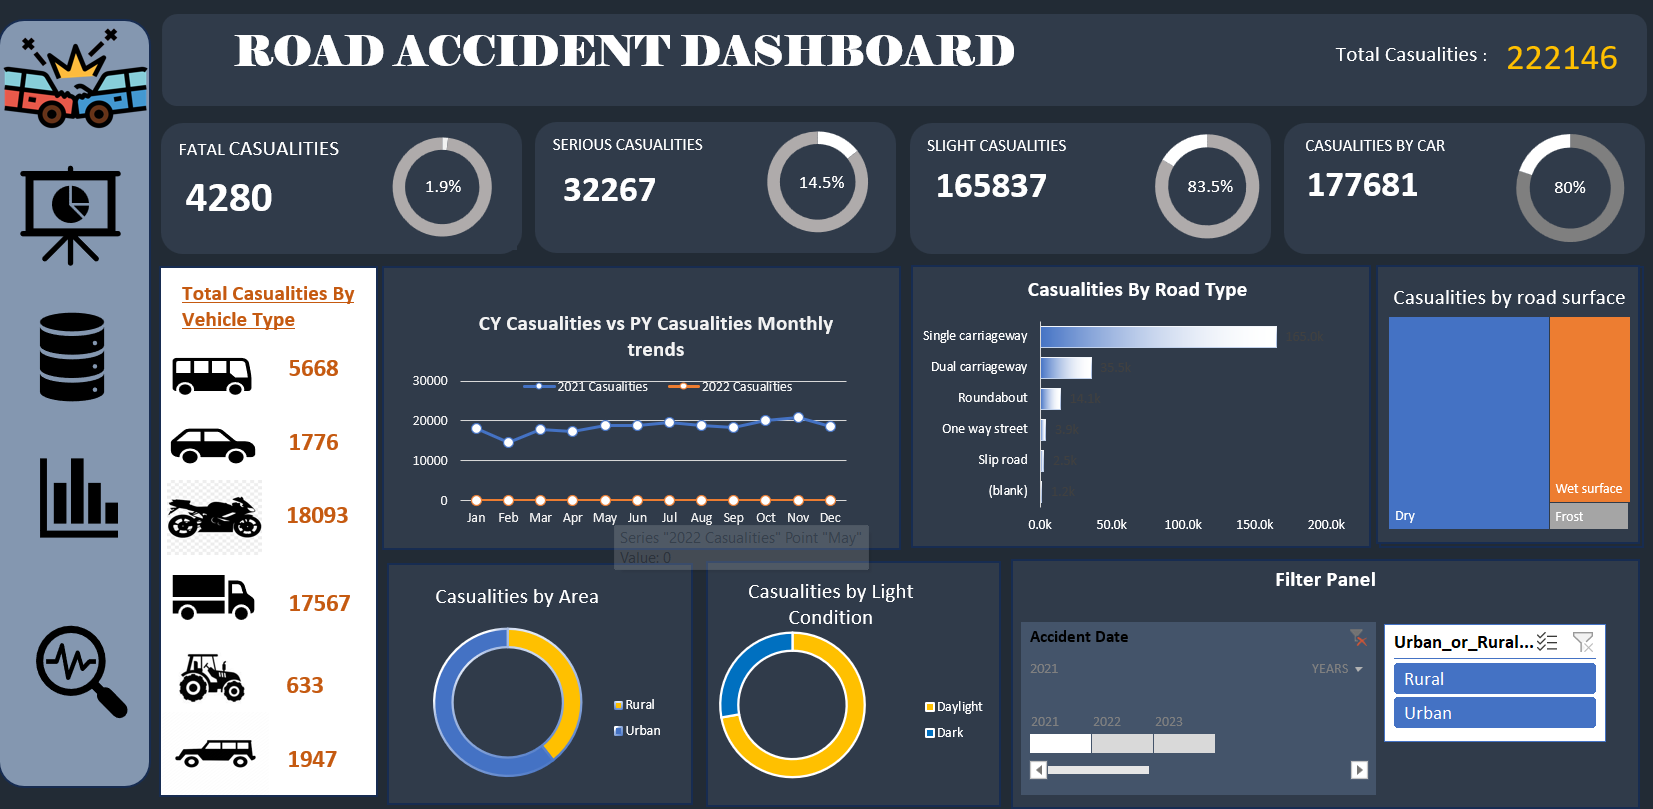 ROAD ACCIDENT DASHBOARD
Total Casualities :
222146
FATAL CASUALITIES
4280
1.9%
SERIOUS CASUALITIES
32267
14.5%
SLIGHT CASUALITIES
165837
83.5%
CASUALITIES BY CAR
177681
80%
Total Casualities By
Vehicle Type
5668
1776
18093
17567
633
1947
CY Casualities vs PY Casualities Monthly
trends
2021 Casualities
2022 Casualities
30000
20000
10000
0
Jan Feb Mar Apr May Jun Jul Aug Sep Oct Nov Dec
Series "2022 Casualities" Point "May"
Value: 0
Casualities By Road Type
Single carriageway
Dual carriageway
Roundabout
One way street
Slip road
(blank)
0.0k 50.0k 100.0k 150.0k 200.0k
Casualities by road surface
Dry
Wet surface
Frost
Casualities by Area
Rural
Urban
Casualities by Light
Condition
Daylight
Dark
Filter Panel
Accident Date
2021
YEARS
2021 2022 2023
Urban_or_Rural...
Rural
Urban